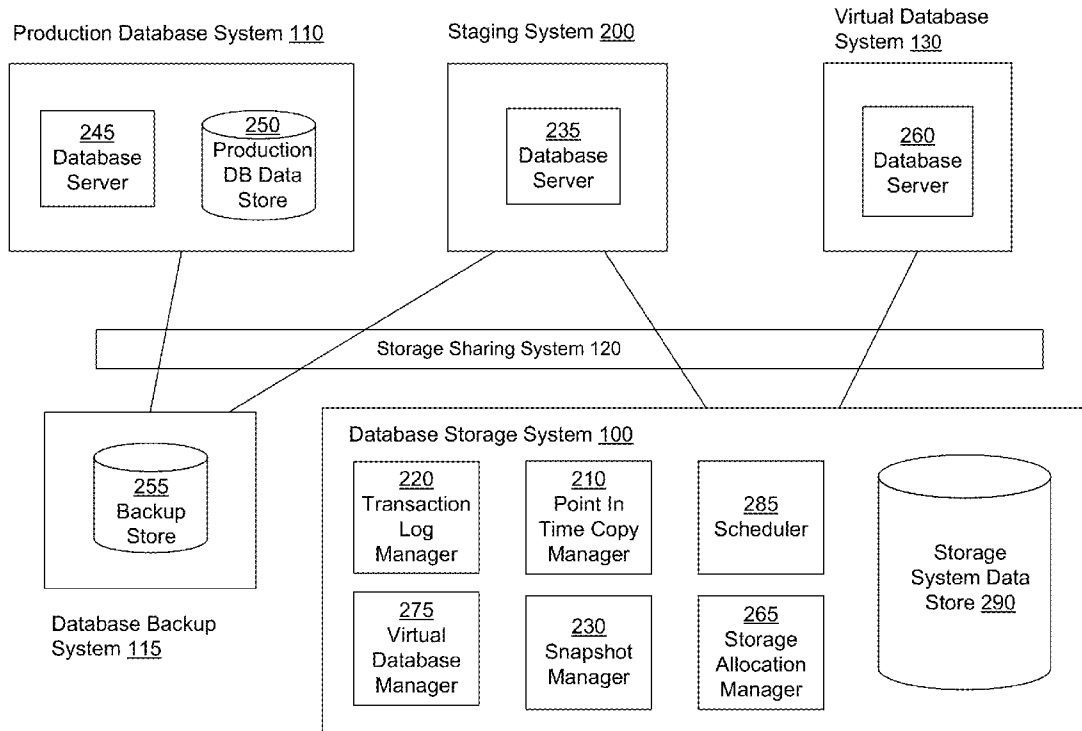 Production Database System 110
Staging System 200
Virtual Database
System 130
245
Database
Server
250
Production
DB Data
Store
235
Database
Server
260
Database
Server
Storage Sharing System 120
255
Backup
Store
Database Backup
System 115
Database Storage System 100
220
Transaction
Log
Manager
210
Point In
Time Copy
Manager
285
Scheduler
275
Virtual
Database
Manager
230
Snapshot
Manager
265
Storage
Allocation
Manager
Storage
System Data
Store 290